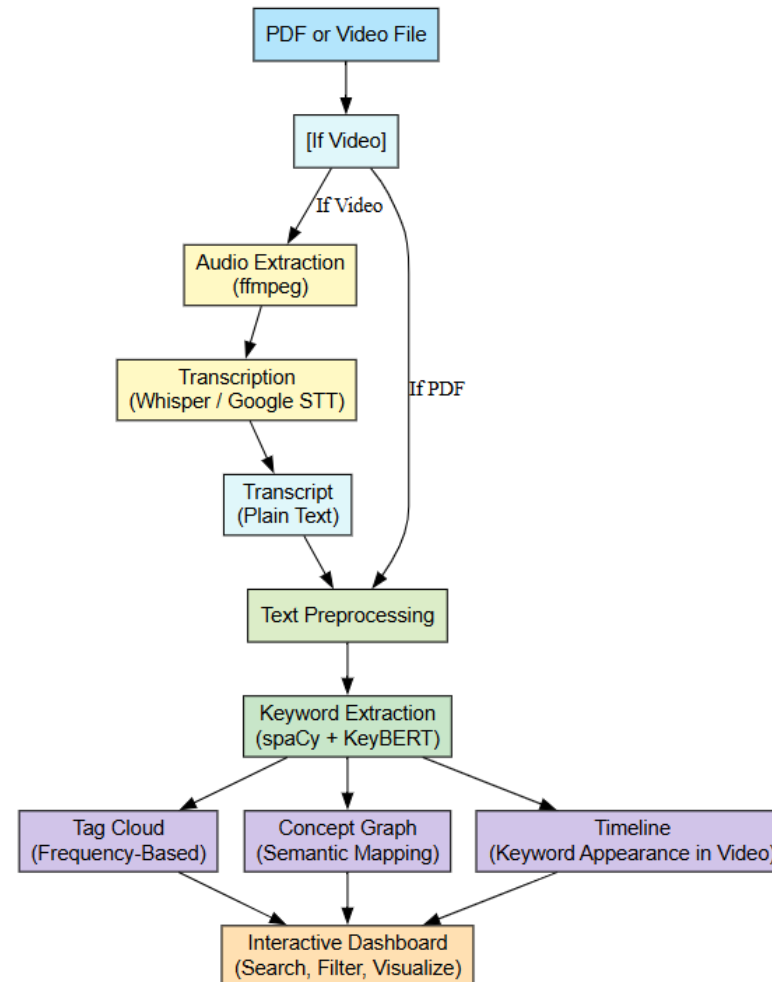 PDF or Video File
[If Video]
If Video
Audio Extraction
(ffmpeg)
Transcription
(Whisper / Google STT)
If PDF
Transcript
(Plain Text)
Text Preprocessing
Keyword Extraction
(spaCy + KeyBERT)
Tag Cloud
(Frequency-Based)
Concept Graph
(Semantic Mapping)
Timeline
(Keyword Appearance in Video)
Interactive Dashboard
(Search, Filter, Visualize)